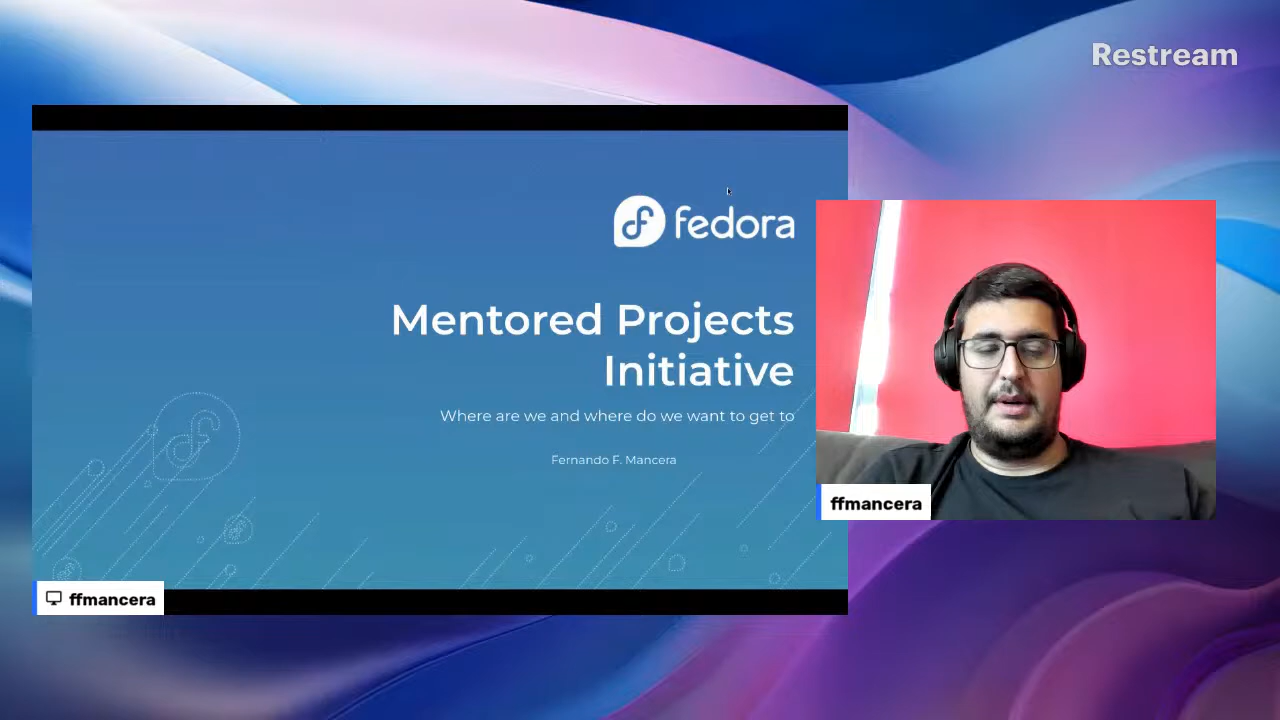 Restream
fedora
Mentored Projects
Initiative
Where are we and where do we want to get to
Fernando F. Mancera
ffmancera
ffmancera